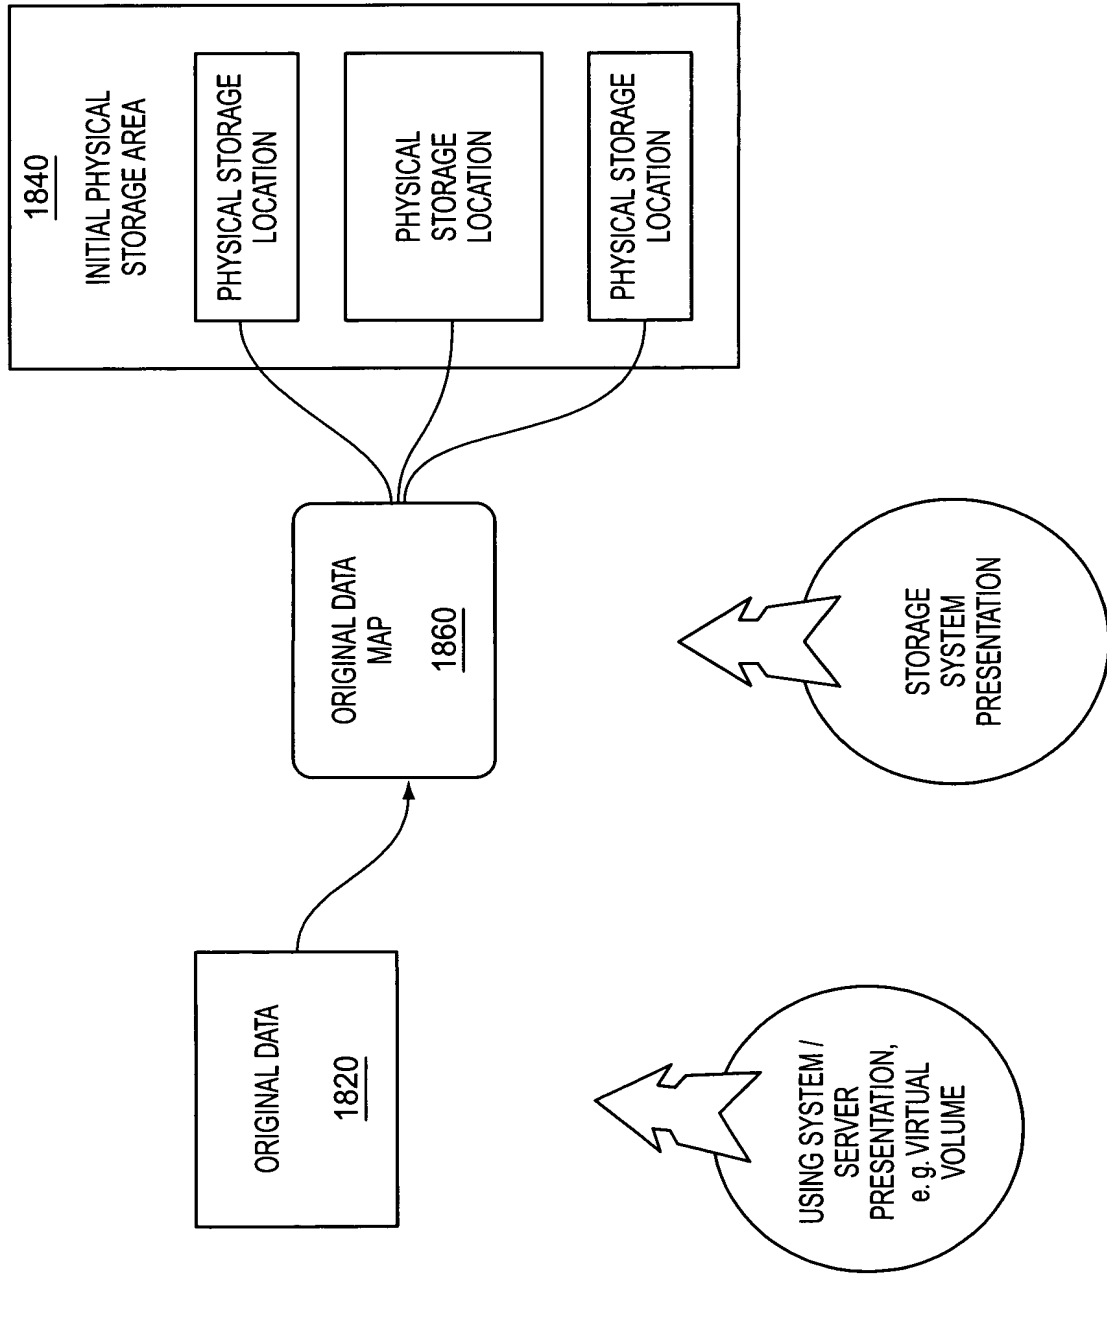 ORIGINAL DATA
1820
ORIGINAL DATA
MAP
1860
1840
INITIAL PHYSICAL
STORAGE AREA
PHYSICAL STORAGE
LOCATION
PHYSICAL
STORAGE
LOCATION
PHYSICAL STORAGE
LOCATION
USING SYSTEM /
SERVER
PRESENTATION,
e. g. VIRTUAL
VOLUME
STORAGE
SYSTEM
PRESENTATION